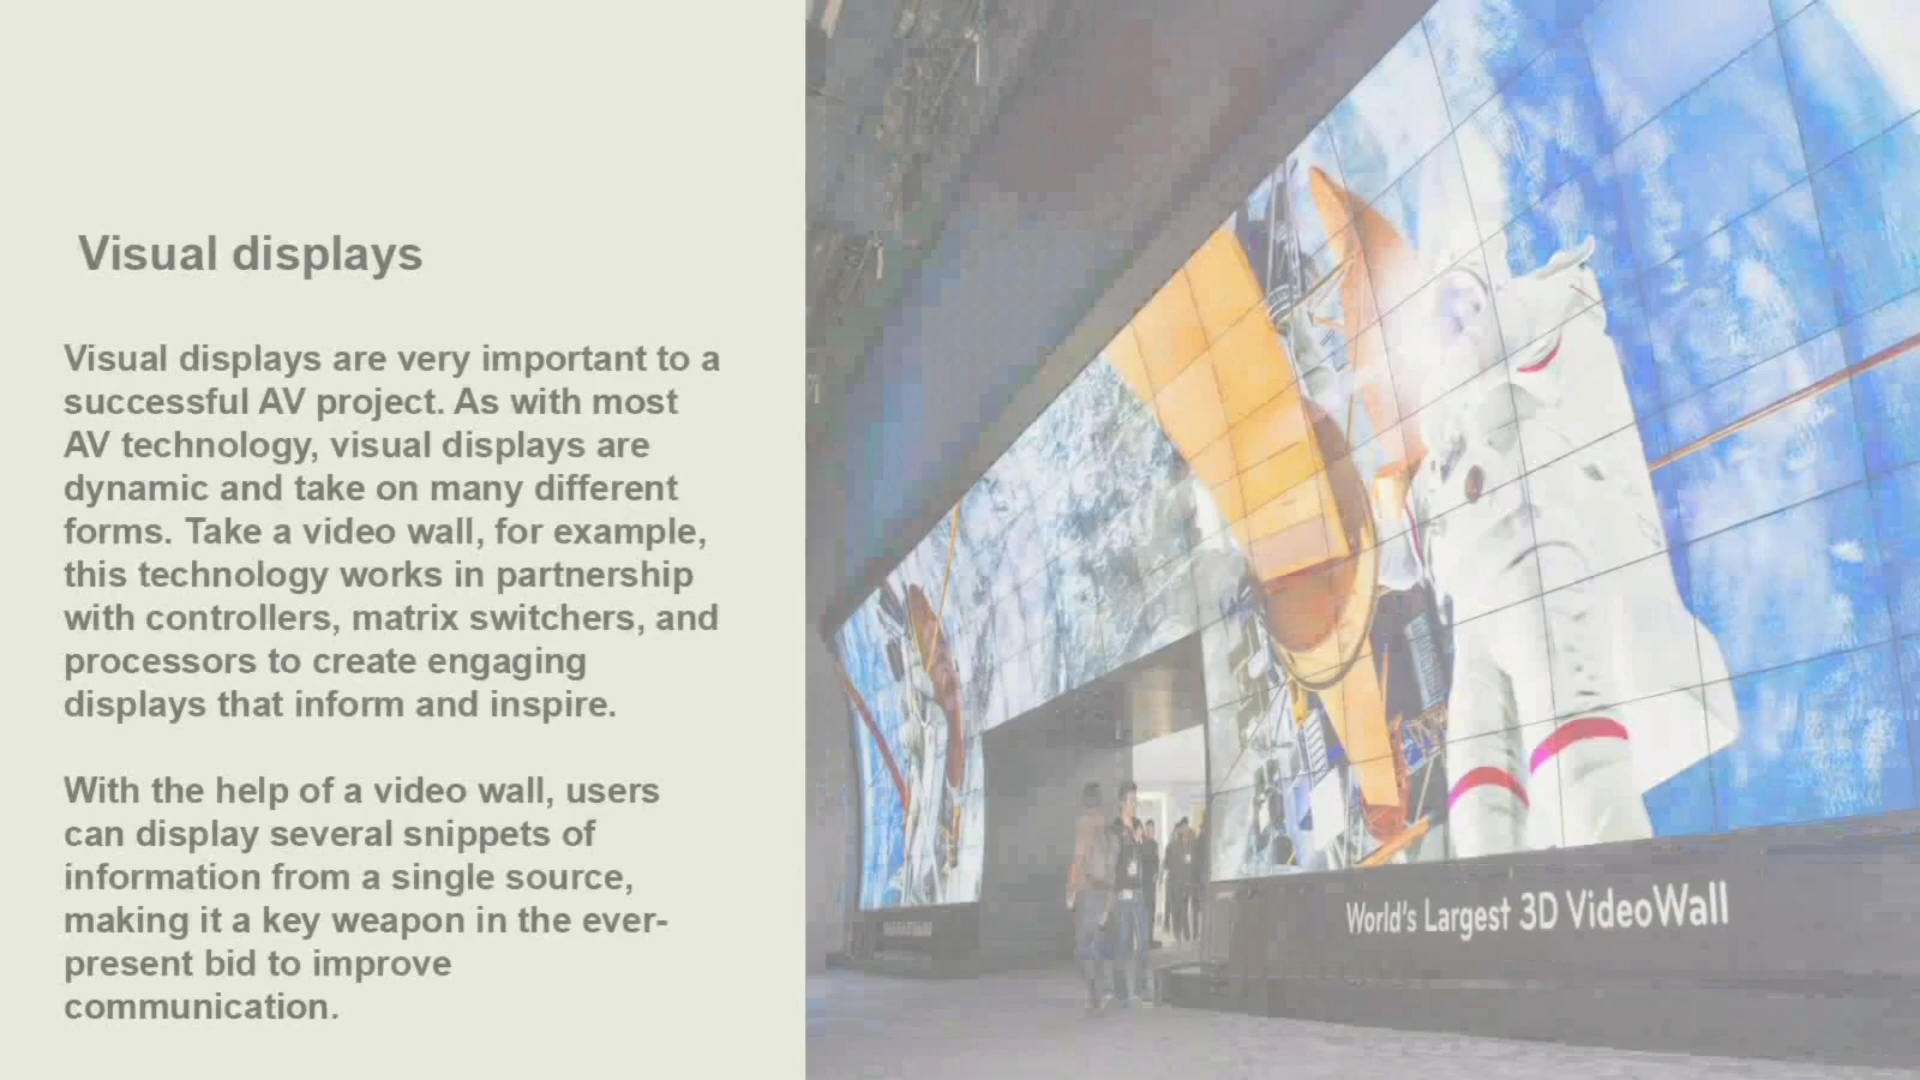 Visual displays
Visual displays are very important to a
successful AV project. As with most
AV technology, visual displays are
dynamic and take on many different
forms. Take a video wall, for example,
this technology works in partnership
with controllers, matrix switchers, and
processors to create engaging
displays that inform and inspire.
With the help of a video wall, users
can display several snippets of
information from a single source,
making it a key weapon in the ever-
present bid to improve
communication.
World's Largest 3D VideoWall